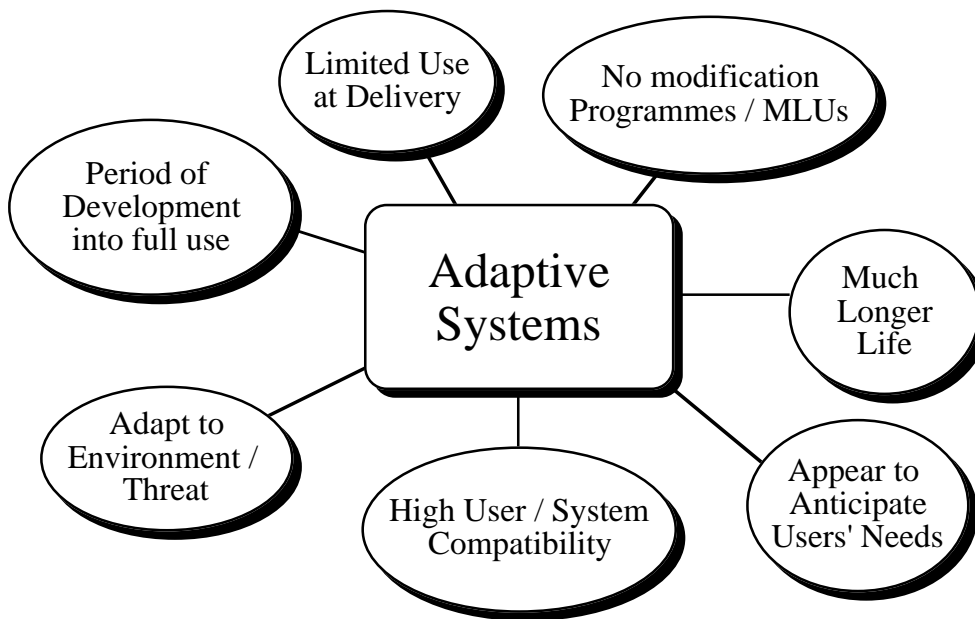 Limited Use
at Delivery
No modification
Programmes / MLUs
Period of
Development
into full use
Adaptive
Systems
Much
Longer
Life
Adapt to
Environment /
Threat
High User / System
Compatibility
Appear to
Anticipate
Users' Needs